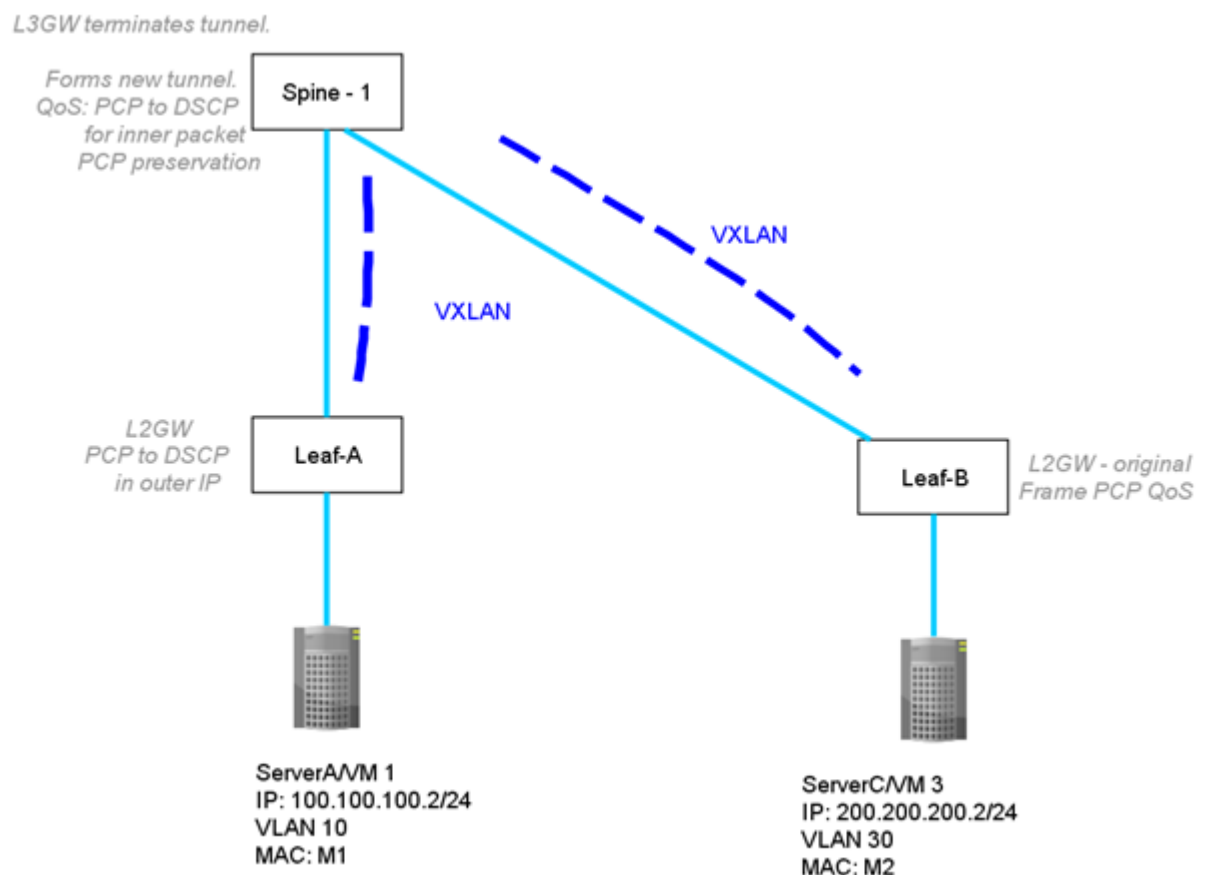 L3GW terminates tunnel.
Forms new tunnel.
QoS: PCP to DSCP
for inner packet
PCP preservation
Spine - 1
VXLAN
VXLAN
L2GW
PCP to DSCP
in outer IP
Leaf-A
Leaf-B
L2GW - original
Frame PCP QoS
ServerA/VM 1
IP: 100.100.100.2/24
VLAN 10
MAC: M1
ServerC/VM 3
IP: 200.200.200.2/24
VLAN 30
MAC: M2